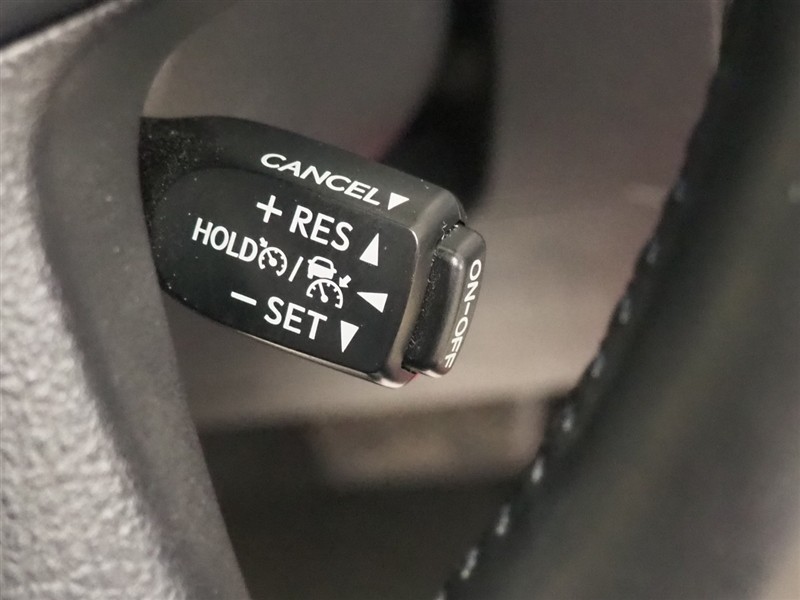 CANCEL
+ RES
HOLD /
− SET
ON-OFF